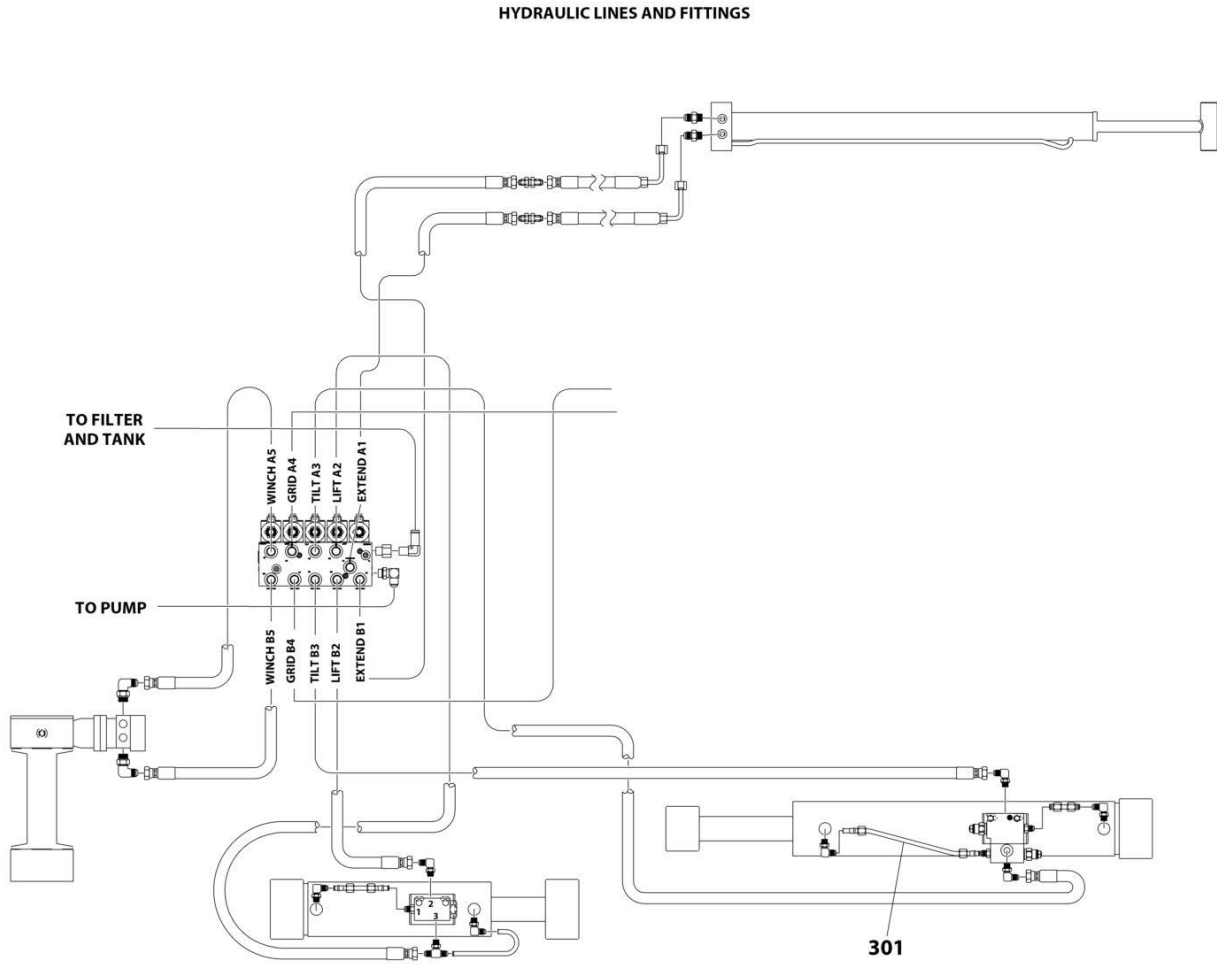 HYDRAULIC LINES AND FITTINGS
TO FILTER
AND TANK
WINCH A5
GRID A4
TILT A3
LIFT A2
EXTEND A1
TO PUMP
WINCH B5
GRID B4
TILT B3
LIFT B2
EXTEND B1
1
2
3
301